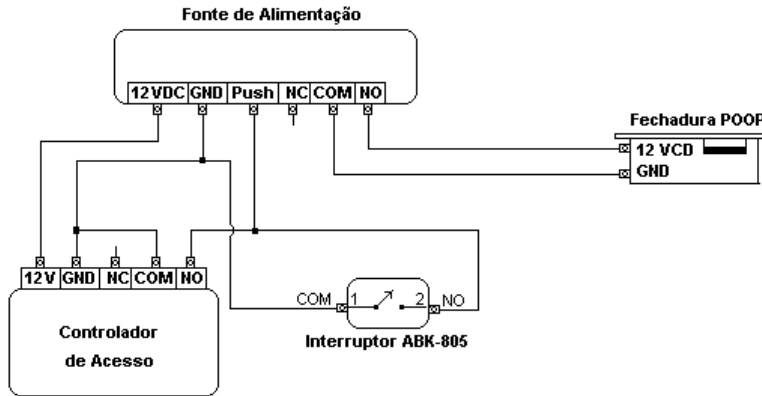 Fonte de Alimentação
12VDC GND Push NC COM NO
Fechadura POOP
12 VCD
GND
12V GND NC COM NO
COM 1 2 NO
Controlador
de Acesso
Interruptor ABK-805